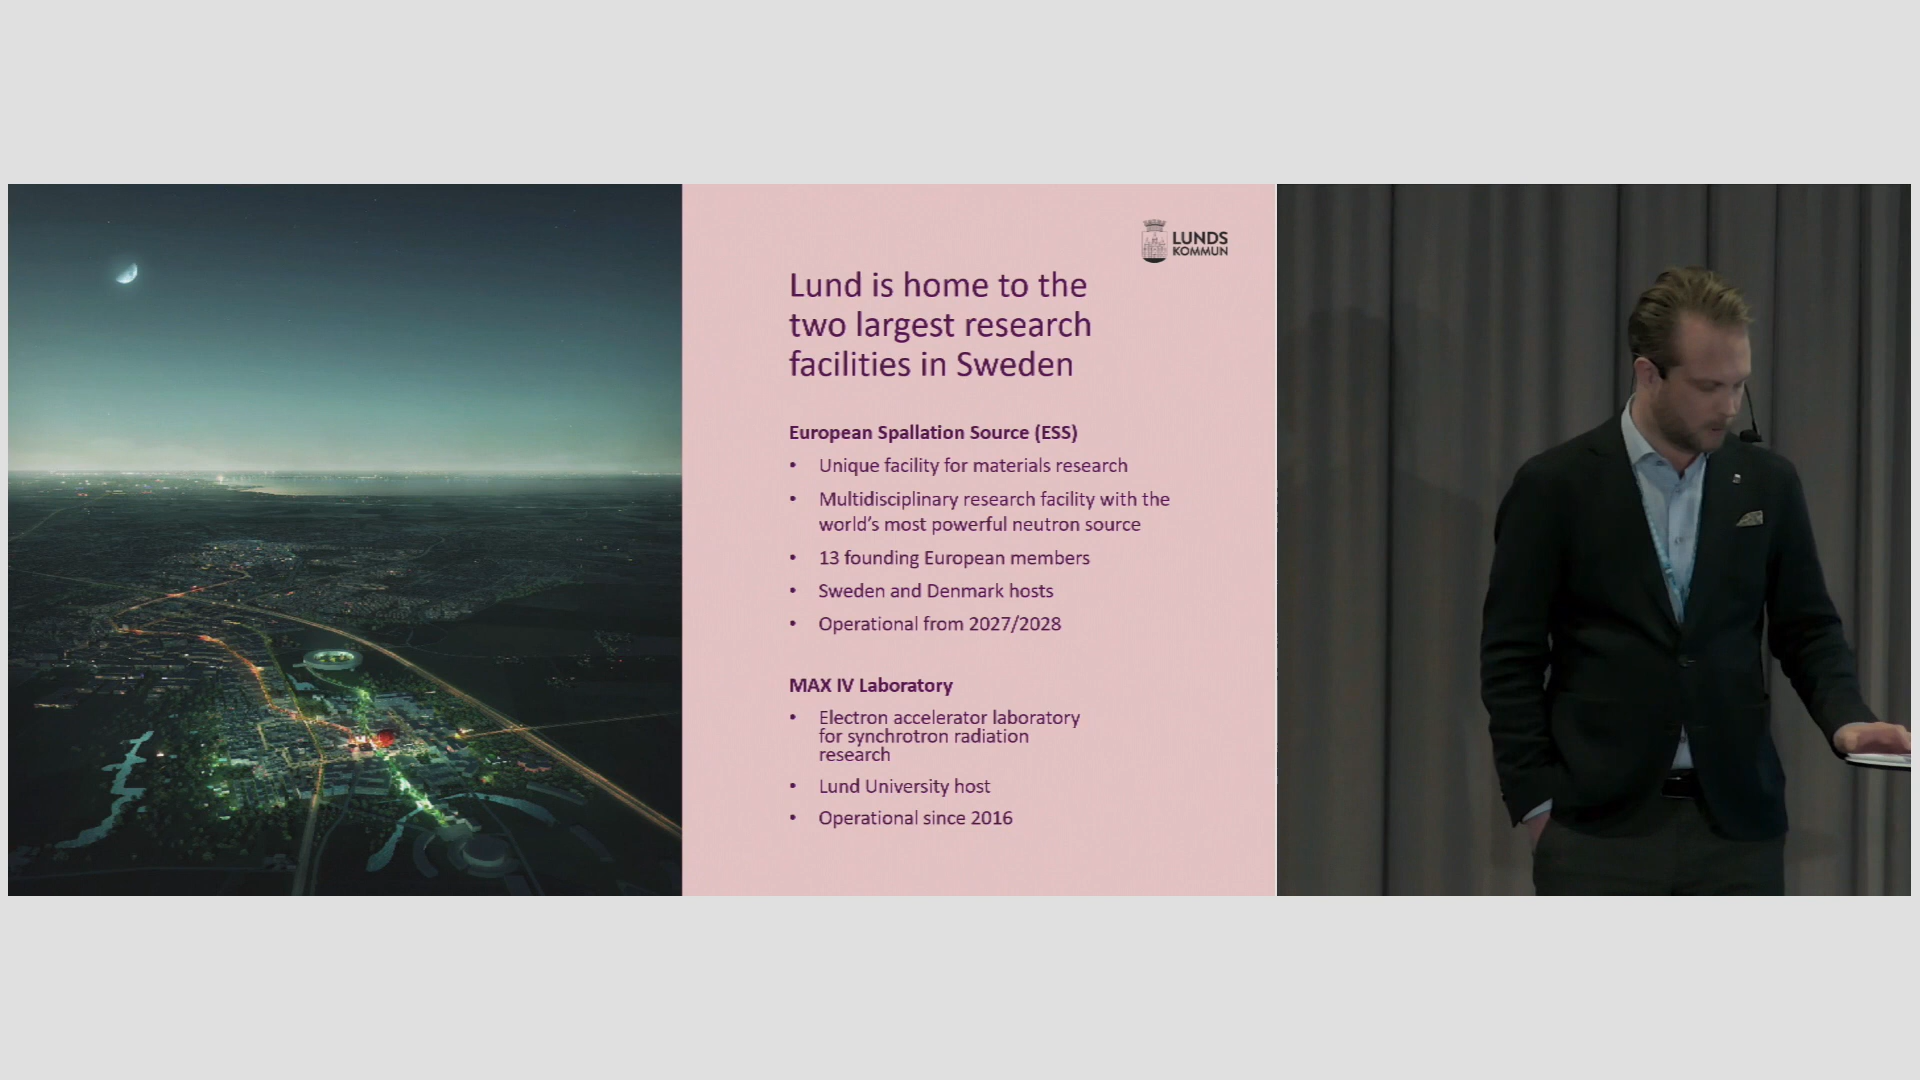 LUNDS
KOMMUN
Lund is home to the
two largest research
facilities in Sweden
European Spallation Source (ESS)
• Unique facility for materials research
• Multidisciplinary research facility with the
world's most powerful neutron source
• 13 founding European members
• Sweden and Denmark hosts
• Operational from 2027/2028
MAX IV Laboratory
• Electron accelerator laboratory
for synchrotron radiation
research
• Lund University host
• Operational since 2016